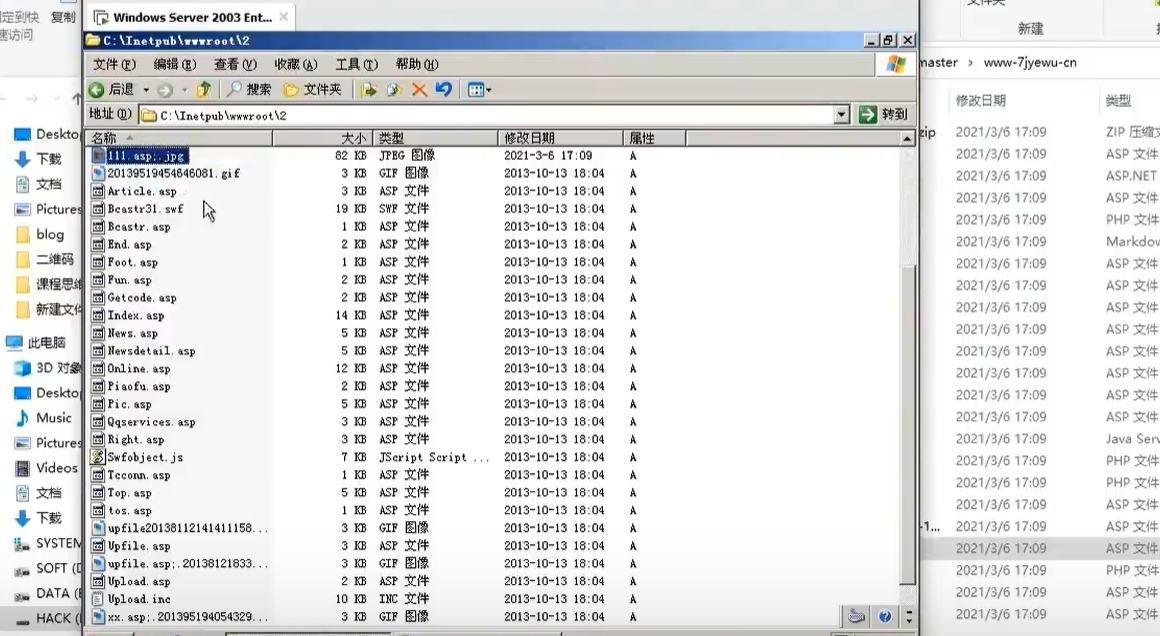 文件夹
定到快 复制
速访问
新建
Windows Server 2003 Ent...
C:\Inetpub\wwwroot\2
文件(F) 编辑(E) 查看(V) 收藏(A) 工具(T) 帮助(H)
后退 搜索 文件夹
地址(D) C:\Inetpub\wwwroot\2 转到
名称 大小 类型 修改日期 属性
111.asp;.jpg 82 KB JPEG 图像 2021-3-6 17:09 A
20139519454646081.gif 3 KB GIF 图像 2013-10-13 18:04 A
Article.asp 3 KB ASP 文件 2013-10-13 18:04 A
Bcastr31.swf 19 KB SWF 文件 2013-10-13 18:04 A
Bcastr.asp 1 KB ASP 文件 2013-10-13 18:04 A
End.asp 2 KB ASP 文件 2013-10-13 18:04 A
Foot.asp 1 KB ASP 文件 2013-10-13 18:04 A
Fun.asp 2 KB ASP 文件 2013-10-13 18:04 A
Getcode.asp 2 KB ASP 文件 2013-10-13 18:04 A
Index.asp 14 KB ASP 文件 2013-10-13 18:04 A
News.asp 5 KB ASP 文件 2013-10-13 18:04 A
Newsdetail.asp 5 KB ASP 文件 2013-10-13 18:04 A
Online.asp 12 KB ASP 文件 2013-10-13 18:04 A
Piaofu.asp 2 KB ASP 文件 2013-10-13 18:04 A
Pic.asp 5 KB ASP 文件 2013-10-13 18:04 A
Qqservices.asp 3 KB ASP 文件 2013-10-13 18:04 A
Right.asp 3 KB ASP 文件 2013-10-13 18:04 A
Swfobject.js 7 KB JScript Script ... 2013-10-13 18:04 A
Tcconn.asp 1 KB ASP 文件 2013-10-13 18:04 A
Top.asp 5 KB ASP 文件 2013-10-13 18:04 A
tos.asp 1 KB ASP 文件 2013-10-13 18:04 A
upfile20138112141411158... 3 KB GIF 图像 2013-10-13 18:04 A
Upfile.asp 3 KB ASP 文件 2013-10-13 18:04 A
upfile.asp;.20138121833... 3 KB GIF 图像 2013-10-13 18:04 A
Upload.asp 2 KB ASP 文件 2013-10-13 18:04 A
Upload.inc 10 KB INC 文件 2013-10-13 18:04 A
xx.asp;.201395194054329... 3 KB GIF 图像 2013-10-13 18:04 A
Deskto
下载
文档
Pictures
blog
二维码
课程思维
新建文件
此电脑
3D 对象
Deskto
Music
Pictures
Videos
文档
下载
SYSTEM
SOFT (D
DATA (E
HACK (
master › www-7jyewu-cn
修改日期 类型
zip 2021/3/6 17:09 ZIP 压缩文
2021/3/6 17:09 ASP 文件
2021/3/6 17:09 ASP.NET
2021/3/6 17:09 ASP 文件
2021/3/6 17:09 PHP 文件
2021/3/6 17:09 Markdow
2021/3/6 17:09 ASP 文件
2021/3/6 17:09 ASP 文件
2021/3/6 17:09 ASP 文件
2021/3/6 17:09 ASP 文件
2021/3/6 17:09 ASP 文件
2021/3/6 17:09 ASP 文件
2021/3/6 17:09 ASP 文件
2021/3/6 17:09 ASP 文件
2021/3/6 17:09 Java Serv
2021/3/6 17:09 PHP 文件
2021/3/6 17:09 PHP 文件
2021/3/6 17:09 ASP 文件
-1... 2021/3/6 17:09 ASP 文件
2021/3/6 17:09 ASP 文件
2021/3/6 17:09 PHP 文件
2021/3/6 17:09 ASP 文件
2021/3/6 17:09 ASP 文件